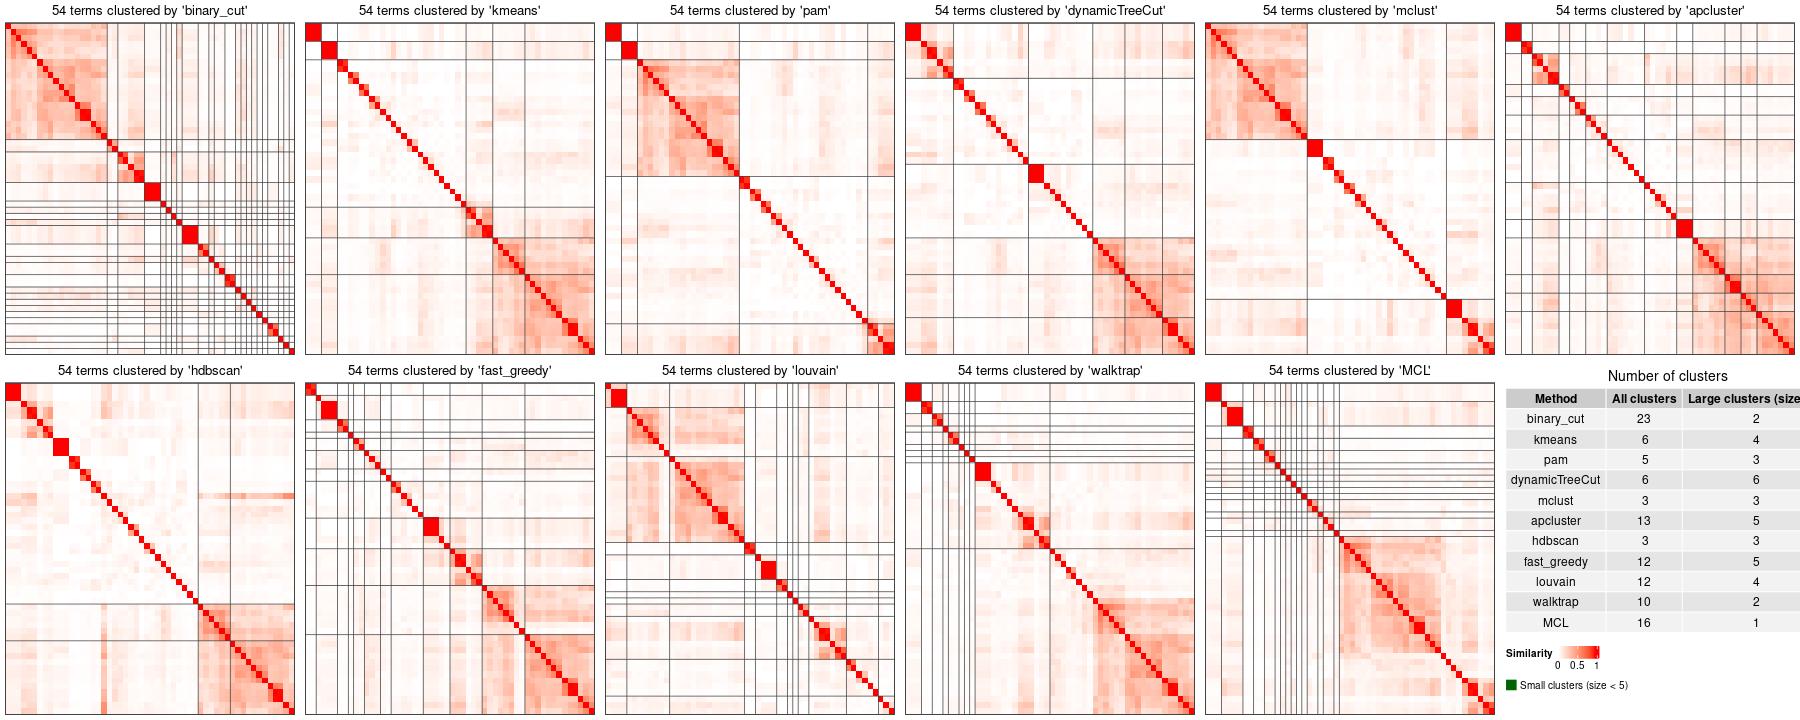 54 terms clustered by 'binary_cut'
54 terms clustered by 'kmeans'
54 terms clustered by 'pam'
54 terms clustered by 'dynamicTreeCut'
54 terms clustered by 'mclust'
54 terms clustered by 'apcluster'
54 terms clustered by 'hdbscan'
54 terms clustered by 'fast_greedy'
54 terms clustered by 'louvain'
54 terms clustered by 'walktrap'
54 terms clustered by 'MCL'
Number of clusters
Method All clusters Large clusters (size
binary_cut 23 2
kmeans 6 4
pam 5 3
dynamicTreeCut 6 6
mclust 3 3
apcluster 13 5
hdbscan 3 3
fast_greedy 12 5
louvain 12 4
walktrap 10 2
MCL 16 1
Similarity
0 0.5 1
Small clusters (size < 5)